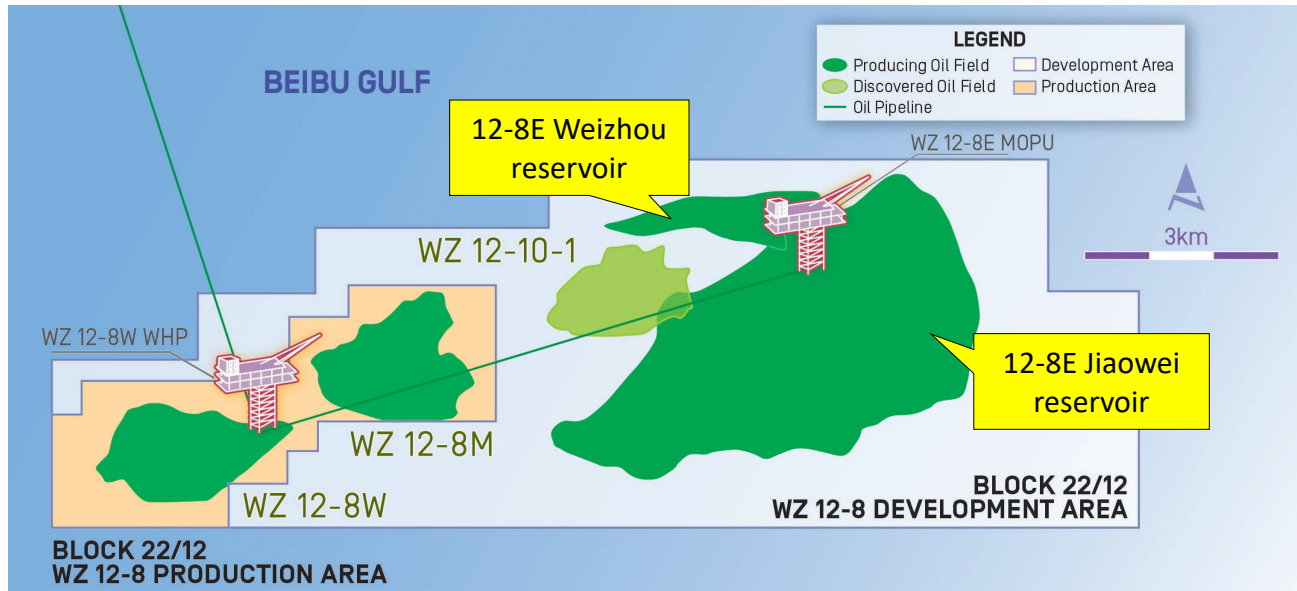 BEIBU GULF
LEGEND
Producing Oil Field
Development Area
Discovered Oil Field
Production Area
Oil Pipeline
12-8E Weizhou
reservoir
WZ 12-8E MOPU
3km
WZ 12-10-1
WZ 12-8W WHP
12-8E Jiaowei
reservoir
WZ 12-8M
WZ 12-8W
BLOCK 22/12
WZ 12-8 DEVELOPMENT AREA
BLOCK 22/12
WZ 12-8 PRODUCTION AREA